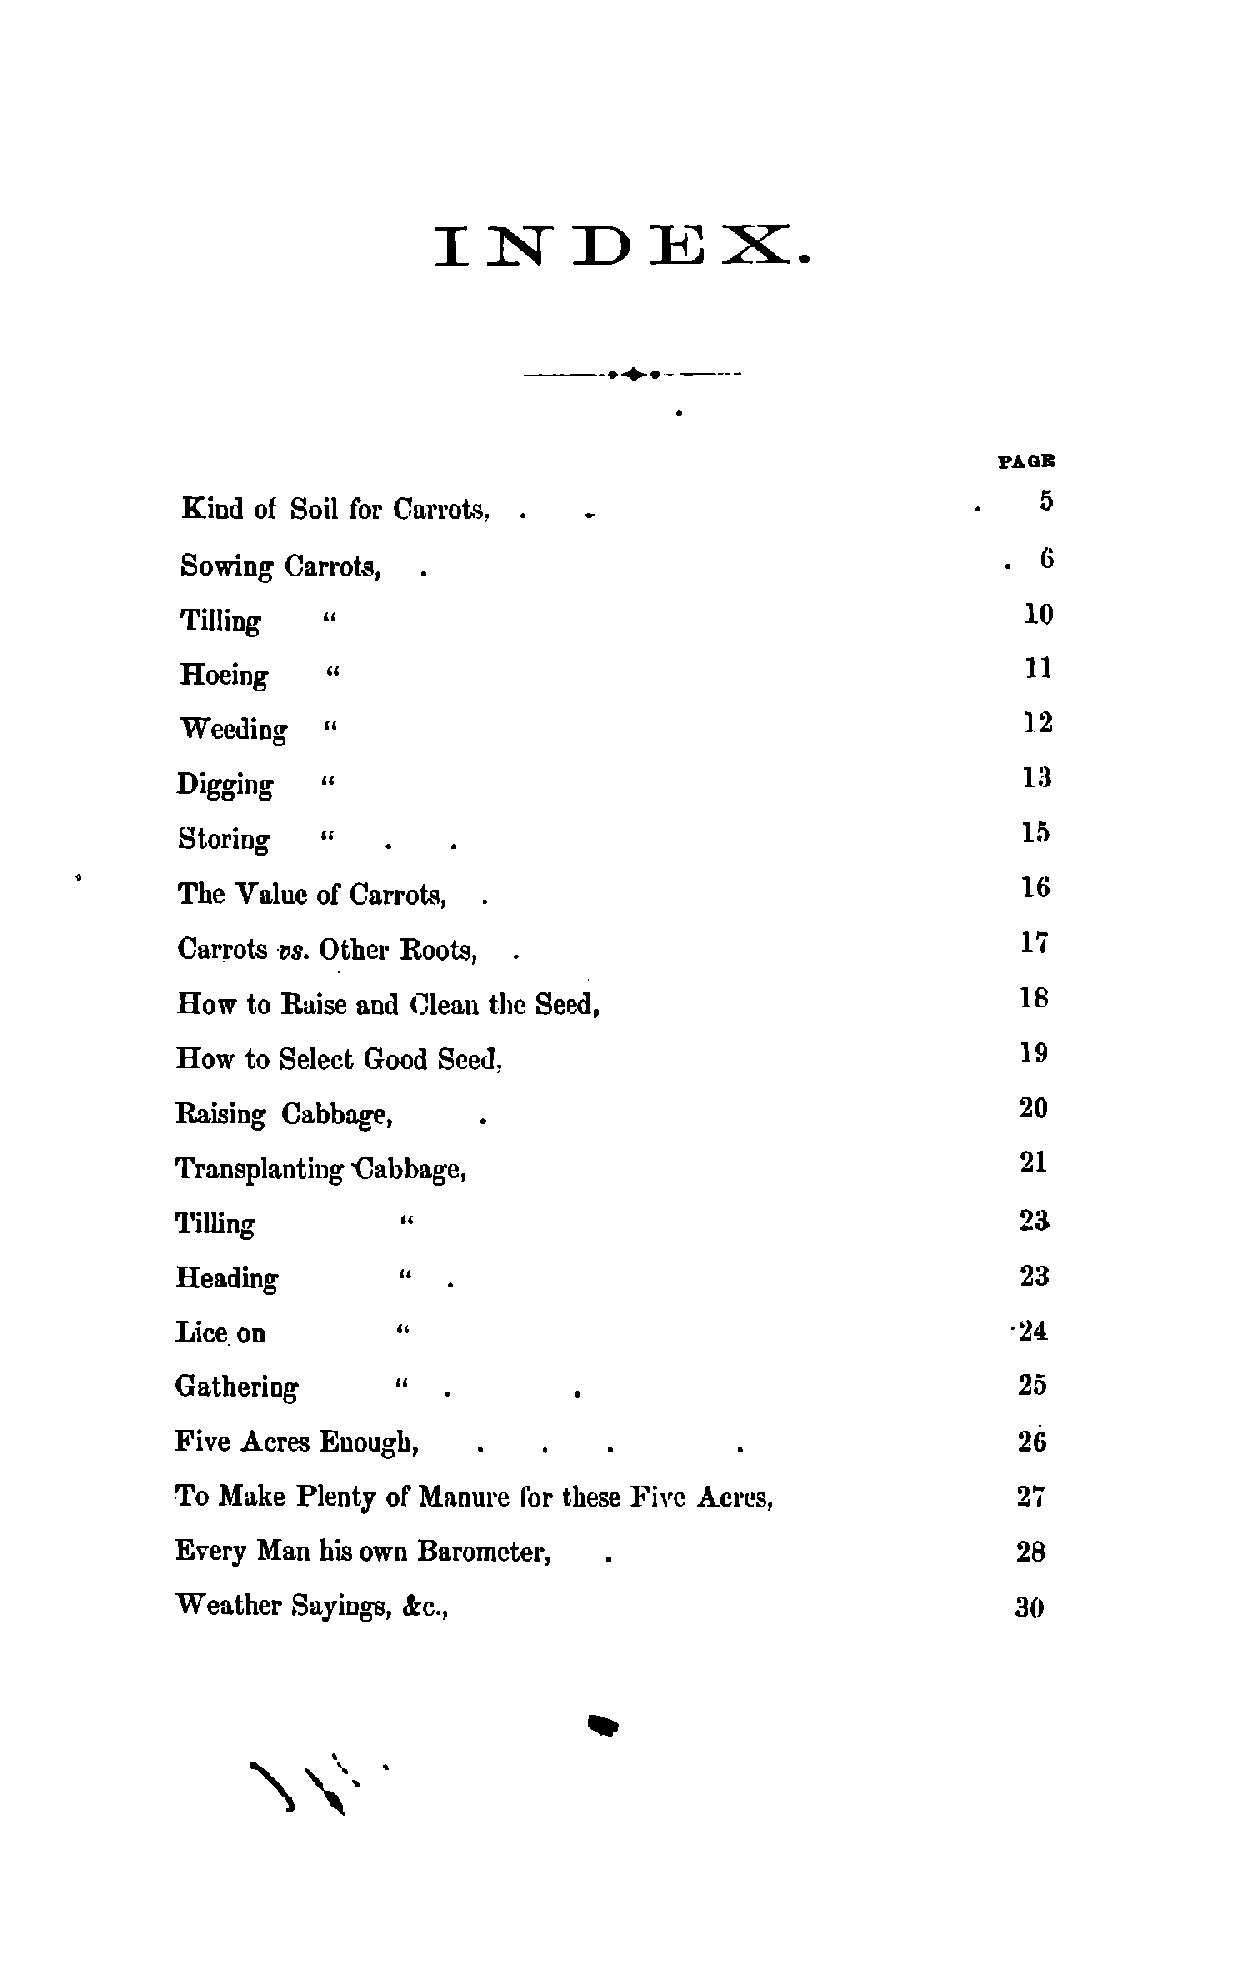 INDEX.
PAGE
Kind of Soil for Carrots, . . . 5
Sowing Carrots, . . 6
Tilling " 10
Hoeing " 11
Weeding " 12
Digging " 13
Storing " . . 15
The Value of Carrots, . 16
Carrots vs. Other Roots, . 17
How to Raise and Clean the Seed, 18
How to Select Good Seed, 19
Raising Cabbage, . 20
Transplanting Cabbage, 21
Tilling " 23
Heading " . 23
Lice on " 24
Gathering " . . 25
Five Acres Enough, . . . . 26
To Make Plenty of Manure for these Five Acres, 27
Every Man his own Barometer, . 28
Weather Sayings, &c., 30